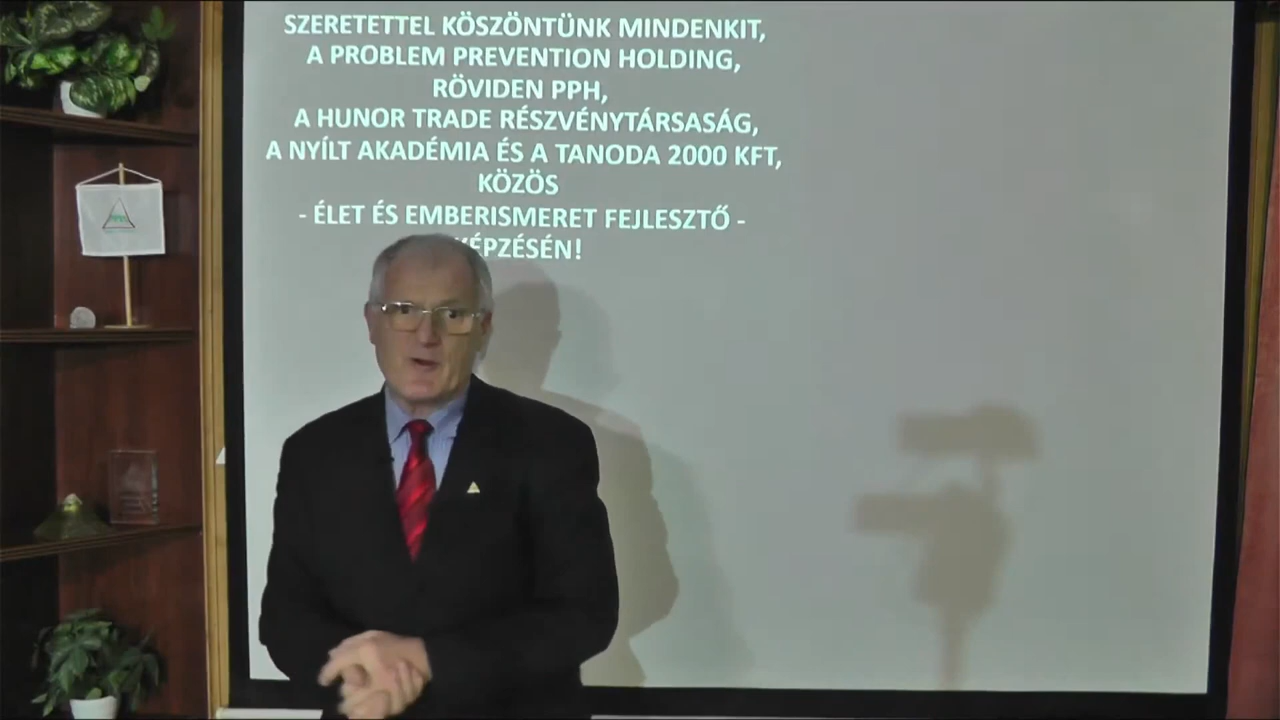 SZERETETTEL KÖSZÖNTÜNK MINDENKIT,
A PROBLEM PREVENTION HOLDING,
RÖVIDEN PPH,
A HUNOR TRADE RÉSZVÉNYTÁRSASÁG,
A NYÍLT AKADÉMIA ÉS A TANODA 2000 KFT,
KÖZÖS
- ÉLET ÉS EMBERISMERET FEJLESZTŐ -
KÉPZÉSÉN!